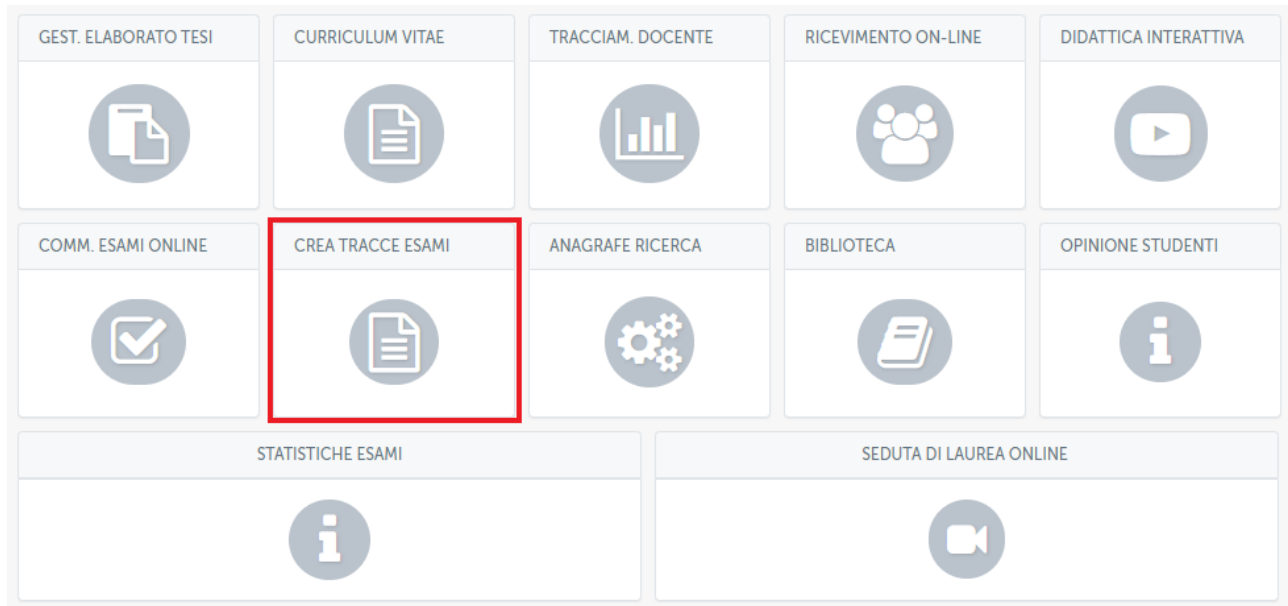 GEST. ELABORATO TESI
CURRICULUM VITAE
TRACCIAM. DOCENTE
RICEVIMENTO ON-LINE
DIDATTICA INTERATTIVA
COMM. ESAMI ONLINE
CREA TRACCE ESAMI
ANAGRAFE RICERCA
BIBLIOTECA
OPINIONE STUDENTI
STATISTICHE ESAMI
SEDUTA DI LAUREA ONLINE